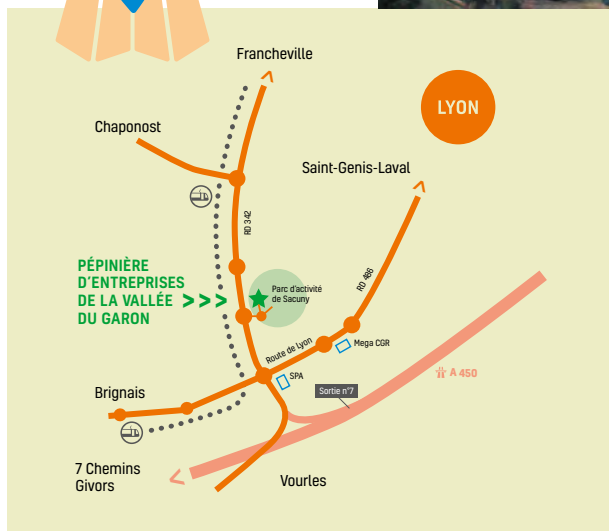 Francheville
LYON
Chaponost
Saint-Genis-Laval
RD 342
RD 486
PÉPINIÈRE
D'ENTREPRISES
DE LA VALLÉE >>>
DU GARON
Parc d'activité
de Sacuny
Route de Lyon
Mega CGR
A 450
SPA
Sortie n°7
Brignais
7 Chemins
Givors
Vourles